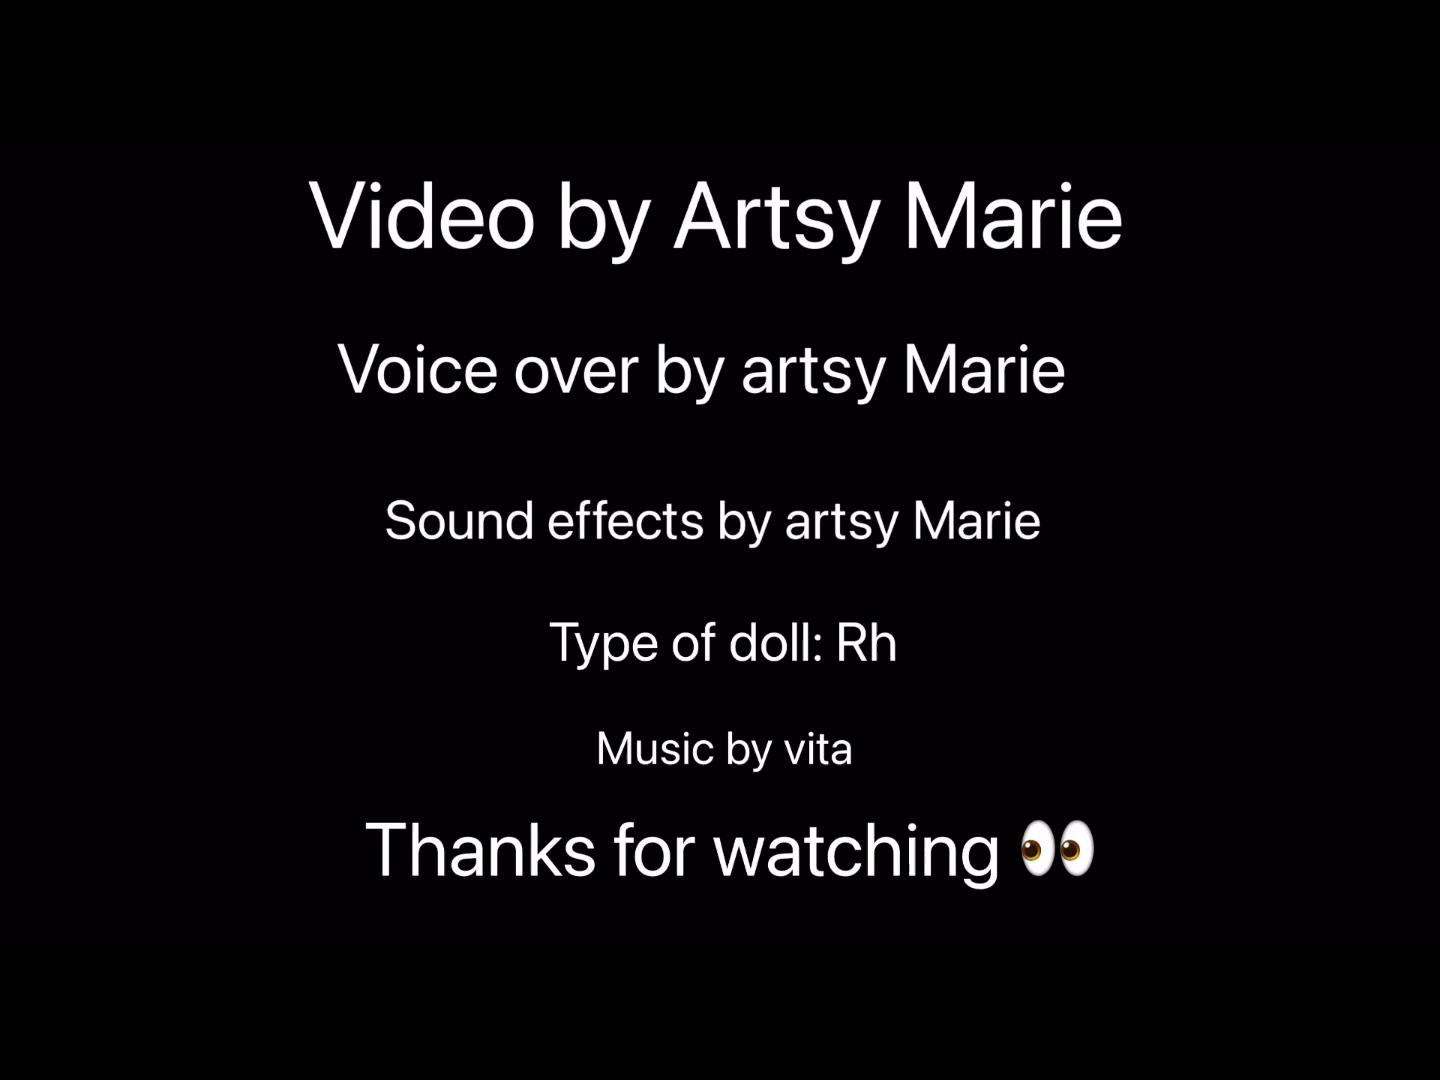 Video by Artsy Marie
Voice over by artsy Marie
Sound effects by artsy Marie
Type of doll: Rh
Music by vita
Thanks for watching 👀